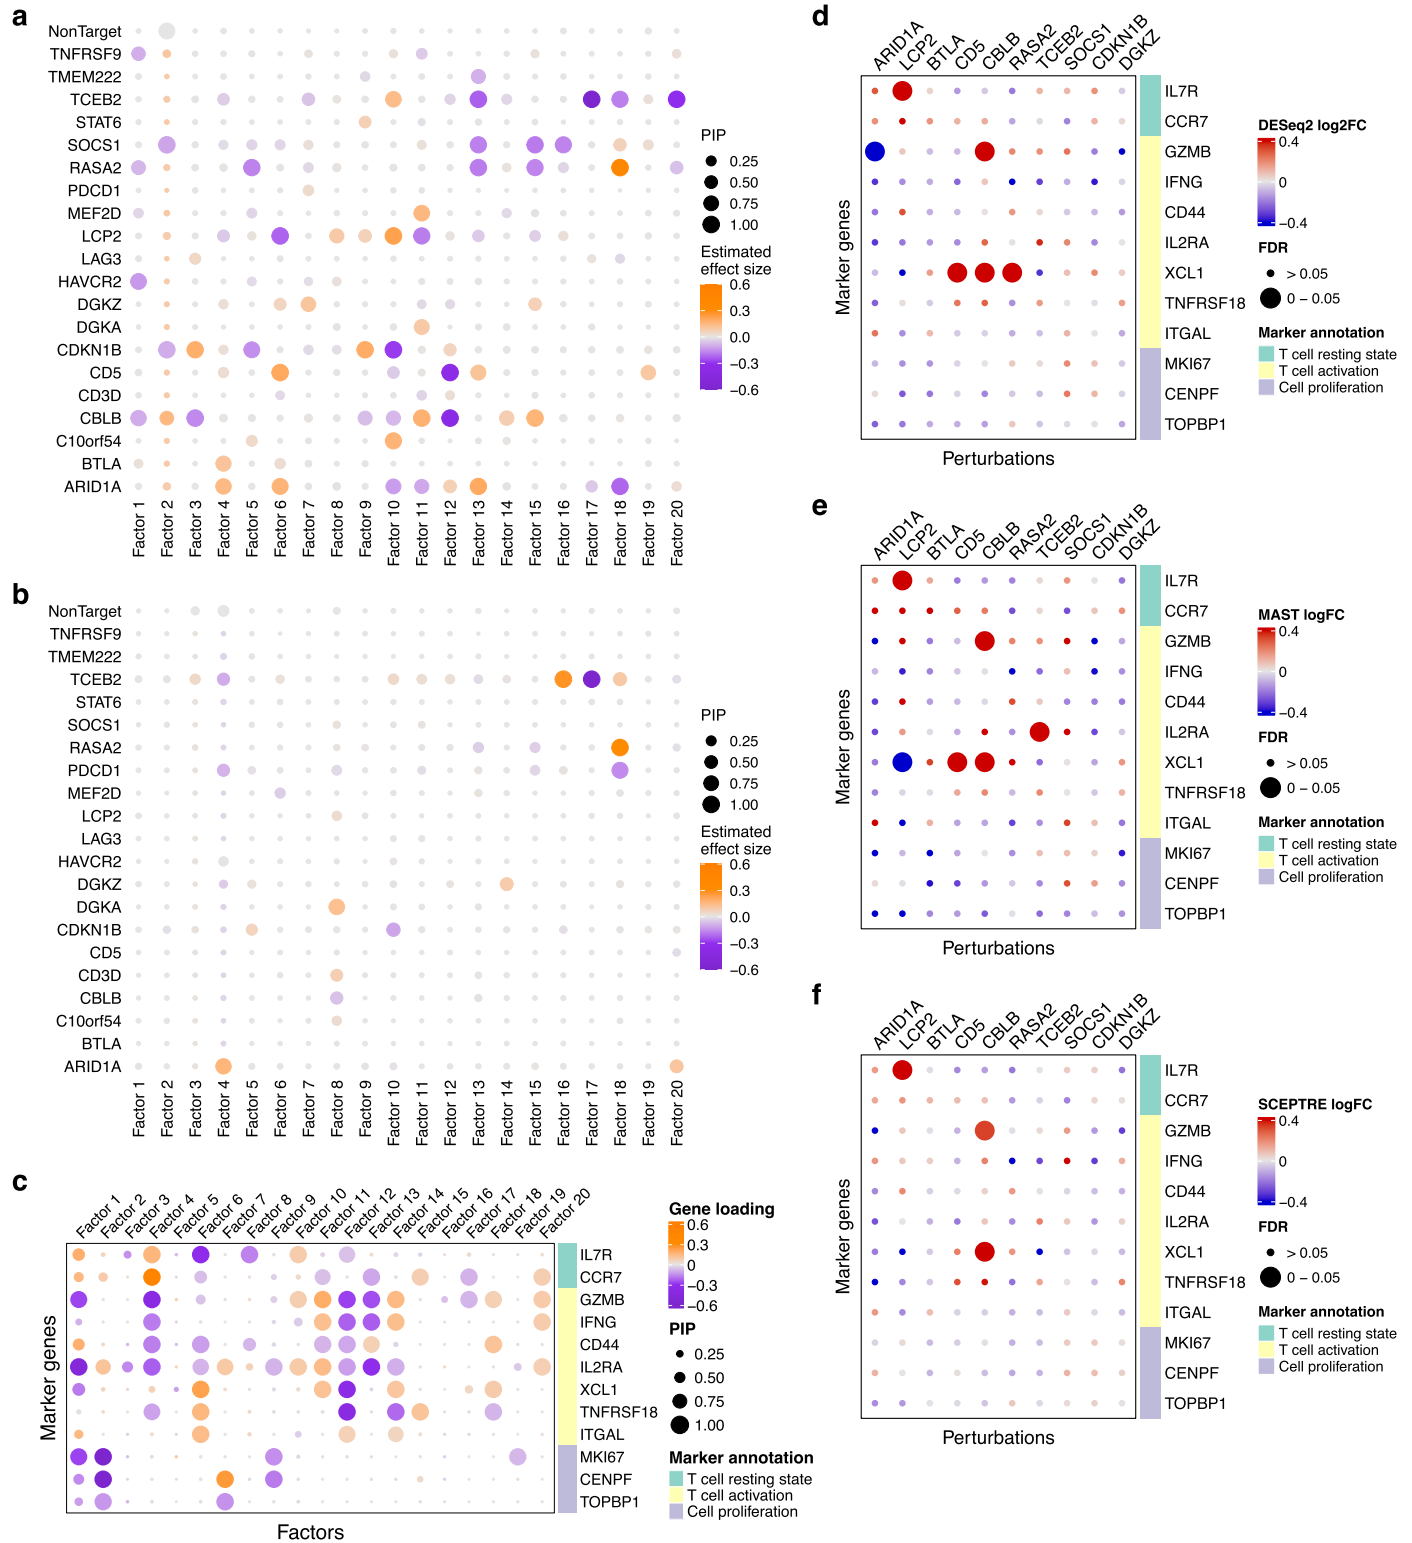 a
NonTarget
TNFRSF9
TMEM222
TCEB2
STAT6
SOCS1
RASA2
PDCD1
MEF2D
LCP2
LAG3
HAVCR2
DGKZ
DGKA
CDKN1B
CD5
CD3D
CBLB
C10orf54
BTLA
ARID1A
Factor 1
Factor 2
Factor 3
Factor 4
Factor 5
Factor 6
Factor 7
Factor 8
Factor 9
Factor 10
Factor 11
Factor 12
Factor 13
Factor 14
Factor 15
Factor 16
Factor 17
Factor 18
Factor 19
Factor 20
PIP
0.25
0.50
0.75
1.00
Estimated
effect size
0.6
0.3
0.0
−0.3
−0.6
b
NonTarget
TNFRSF9
TMEM222
TCEB2
STAT6
SOCS1
RASA2
PDCD1
MEF2D
LCP2
LAG3
HAVCR2
DGKZ
DGKA
CDKN1B
CD5
CD3D
CBLB
C10orf54
BTLA
ARID1A
Factor 1
Factor 2
Factor 3
Factor 4
Factor 5
Factor 6
Factor 7
Factor 8
Factor 9
Factor 10
Factor 11
Factor 12
Factor 13
Factor 14
Factor 15
Factor 16
Factor 17
Factor 18
Factor 19
Factor 20
PIP
0.25
0.50
0.75
1.00
Estimated
effect size
0.6
0.3
0.0
−0.3
−0.6
c
Factor 1
Factor 2
Factor 3
Factor 4
Factor 5
Factor 6
Factor 7
Factor 8
Factor 9
Factor 10
Factor 11
Factor 12
Factor 13
Factor 14
Factor 15
Factor 16
Factor 17
Factor 18
Factor 19
Factor 20
Marker genes
IL7R
CCR7
GZMB
IFNG
CD44
IL2RA
XCL1
TNFRSF18
ITGAL
MKI67
CENPF
TOPBP1
Factors
Gene loading
0.6
0.3
0
−0.3
−0.6
PIP
0.25
0.50
0.75
1.00
Marker annotation
T cell resting state
T cell activation
Cell proliferation
d
ARID1A
LCP2
BTLA
CD5
CBLB
RASA2
TCEB2
SOCS1
CDKN1B
DGKZ
Marker genes
IL7R
CCR7
GZMB
IFNG
CD44
IL2RA
XCL1
TNFRSF18
ITGAL
MKI67
CENPF
TOPBP1
Perturbations
DESeq2 log2FC
0.4
0
−0.4
FDR
> 0.05
0 − 0.05
Marker annotation
T cell resting state
T cell activation
Cell proliferation
e
ARID1A
LCP2
BTLA
CD5
CBLB
RASA2
TCEB2
SOCS1
CDKN1B
DGKZ
Marker genes
IL7R
CCR7
GZMB
IFNG
CD44
IL2RA
XCL1
TNFRSF18
ITGAL
MKI67
CENPF
TOPBP1
Perturbations
MAST logFC
0.4
0
−0.4
FDR
> 0.05
0 − 0.05
Marker annotation
T cell resting state
T cell activation
Cell proliferation
f
ARID1A
LCP2
BTLA
CD5
CBLB
RASA2
TCEB2
SOCS1
CDKN1B
DGKZ
Marker genes
IL7R
CCR7
GZMB
IFNG
CD44
IL2RA
XCL1
TNFRSF18
ITGAL
MKI67
CENPF
TOPBP1
Perturbations
SCEPTRE logFC
0.4
0
−0.4
FDR
> 0.05
0 − 0.05
Marker annotation
T cell resting state
T cell activation
Cell proliferation